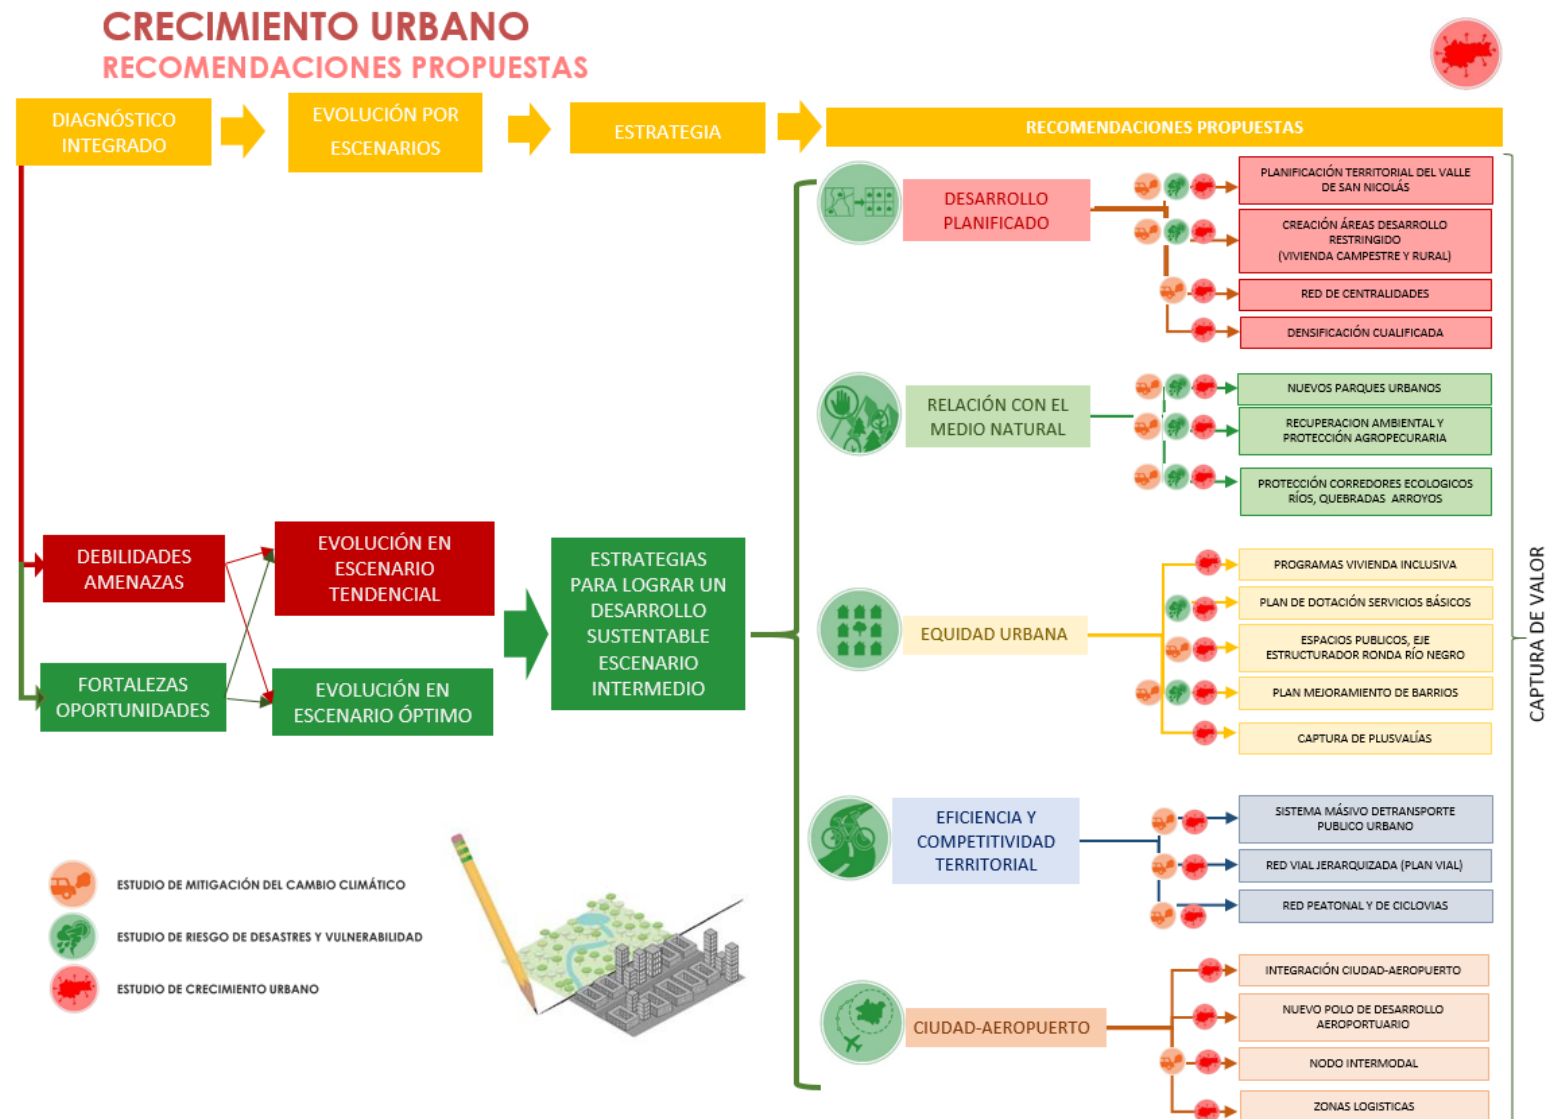 CRECIMIENTO URBANO
RECOMENDACIONES PROPUESTAS
DIAGNÓSTICO
INTEGRADO
EVOLUCIÓN POR
ESCENARIOS
ESTRATEGIA
RECOMENDACIONES PROPUESTAS
DESARROLLO
PLANIFICADO
PLANIFICACIÓN TERRITORIAL DEL VALLE
DE SAN NICOLÁS
CREACIÓN ÁREAS DESARROLLO
RESTRINGIDO
(VIVIENDA CAMPESTRE Y RURAL)
RED DE CENTRALIDADES
DENSIFICACIÓN CUALIFICADA
RELACIÓN CON EL
MEDIO NATURAL
NUEVOS PARQUES URBANOS
RECUPERACION AMBIENTAL Y
PROTECCIÓN AGROPECURARIA
PROTECCIÓN CORREDORES ECOLOGICOS
RÍOS, QUEBRADAS ARROYOS
DEBILIDADES
AMENAZAS
FORTALEZAS
OPORTUNIDADES
EVOLUCIÓN EN
ESCENARIO
TENDENCIAL
EVOLUCIÓN EN
ESCENARIO ÓPTIMO
ESTRATEGIAS
PARA LOGRAR UN
DESARROLLO
SUSTENTABLE
ESCENARIO
INTERMEDIO
EQUIDAD URBANA
PROGRAMAS VIVIENDA INCLUSIVA
PLAN DE DOTACIÓN SERVICIOS BÁSICOS
ESPACIOS PUBLICOS, EJE
ESTRUCTURADOR RONDA RÍO NEGRO
PLAN MEJORAMIENTO DE BARRIOS
CAPTURA DE PLUSVALÍAS
EFICIENCIA Y
COMPETITIVIDAD
TERRITORIAL
SISTEMA MÁSIVO DETRANSPORTE
PUBLICO URBANO
RED VIAL JERARQUIZADA (PLAN VIAL)
RED PEATONAL Y DE CICLOVIAS
CIUDAD-AEROPUERTO
INTEGRACIÓN CIUDAD-AEROPUERTO
NUEVO POLO DE DESARROLLO
AEROPORTUARIO
NODO INTERMODAL
ZONAS LOGISTICAS
CAPTURA DE VALOR
ESTUDIO DE MITIGACIÓN DEL CAMBIO CLIMÁTICO
ESTUDIO DE RIESGO DE DESASTRES Y VULNERABILIDAD
ESTUDIO DE CRECIMIENTO URBANO